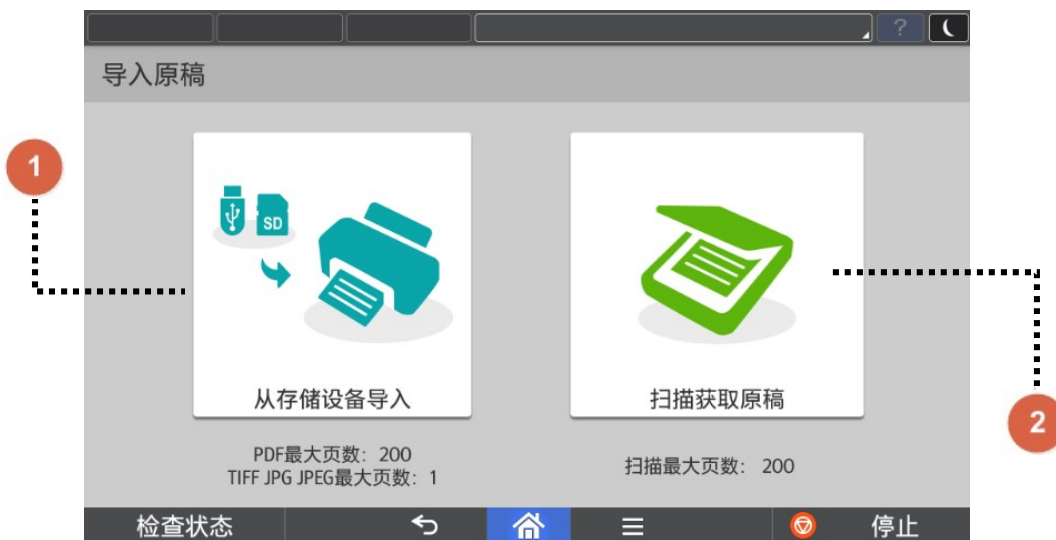 ?
导入原稿
1
SD
从存储设备导入
扫描获取原稿
2
PDF最大页数：200
TIFF JPG JPEG最大页数：1
扫描最大页数： 200
检查状态
停止